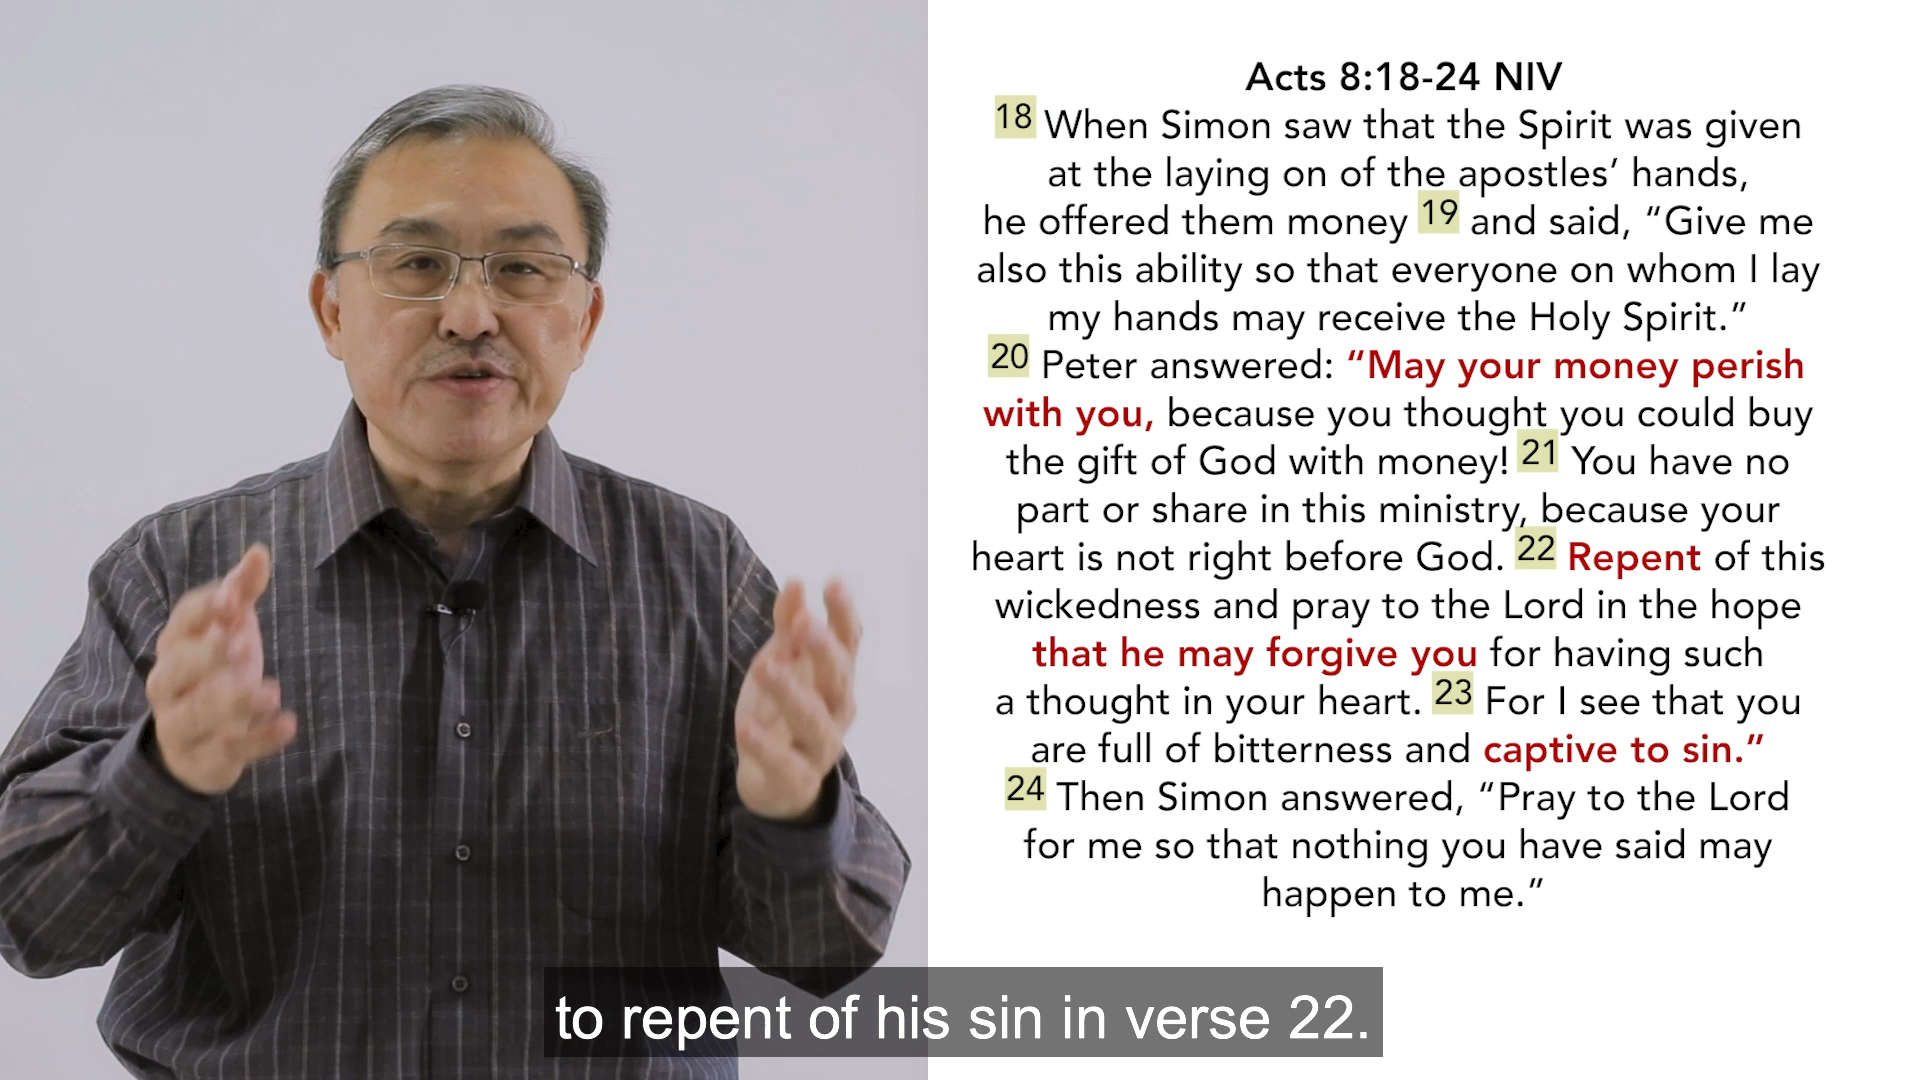 Acts 8:18-24 NIV
18 When Simon saw that the Spirit was given
at the laying on of the apostles’ hands,
he offered them money 19 and said, “Give me
also this ability so that everyone on whom I lay
my hands may receive the Holy Spirit.”
20 Peter answered: “May your money perish
with you, because you thought you could buy
the gift of God with money! 21 You have no
part or share in this ministry, because your
heart is not right before God. 22 Repent of this
wickedness and pray to the Lord in the hope
that he may forgive you for having such
a thought in your heart. 23 For I see that you
are full of bitterness and captive to sin.”
24 Then Simon answered, “Pray to the Lord
for me so that nothing you have said may
happen to me.”
to repent of his sin in verse 22.